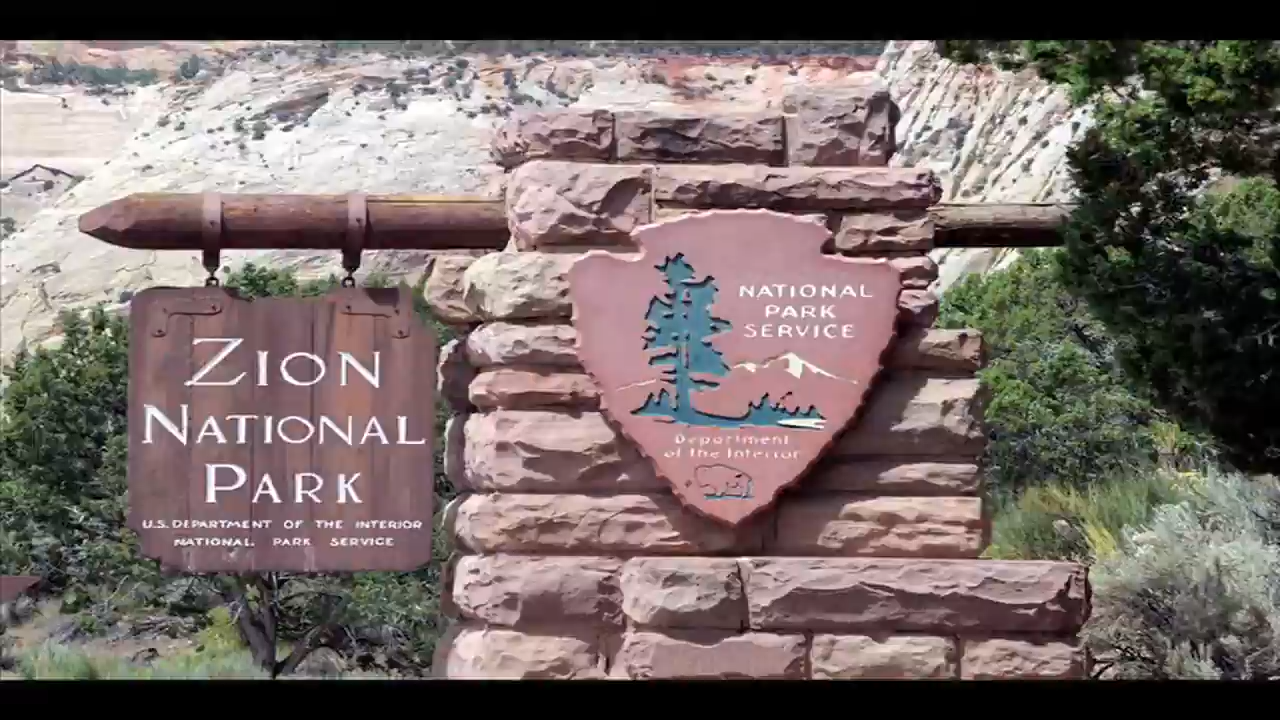 ZION
NATIONAL
PARK
U.S. DEPARTMENT OF THE INTERIOR
NATIONAL PARK SERVICE
NATIONAL
PARK
SERVICE
Department
of the Interior